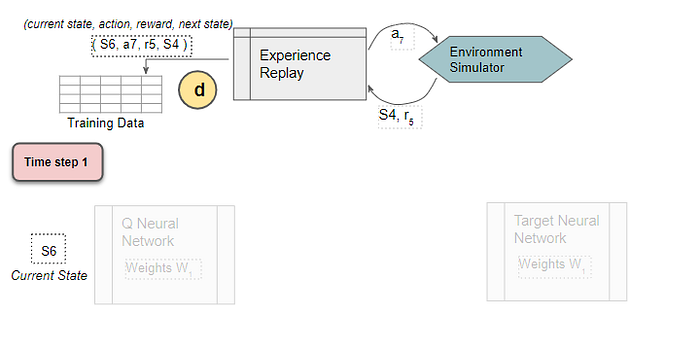 (current state, action, reward, next state)
( S6, a7, r5, S4 )
Experience
Replay
a7
Environment
Simulator
d
Training Data
S4, r5
Time step 1
Q Neural
Network
Weights W1
Target Neural
Network
Weights W1
S6
Current State